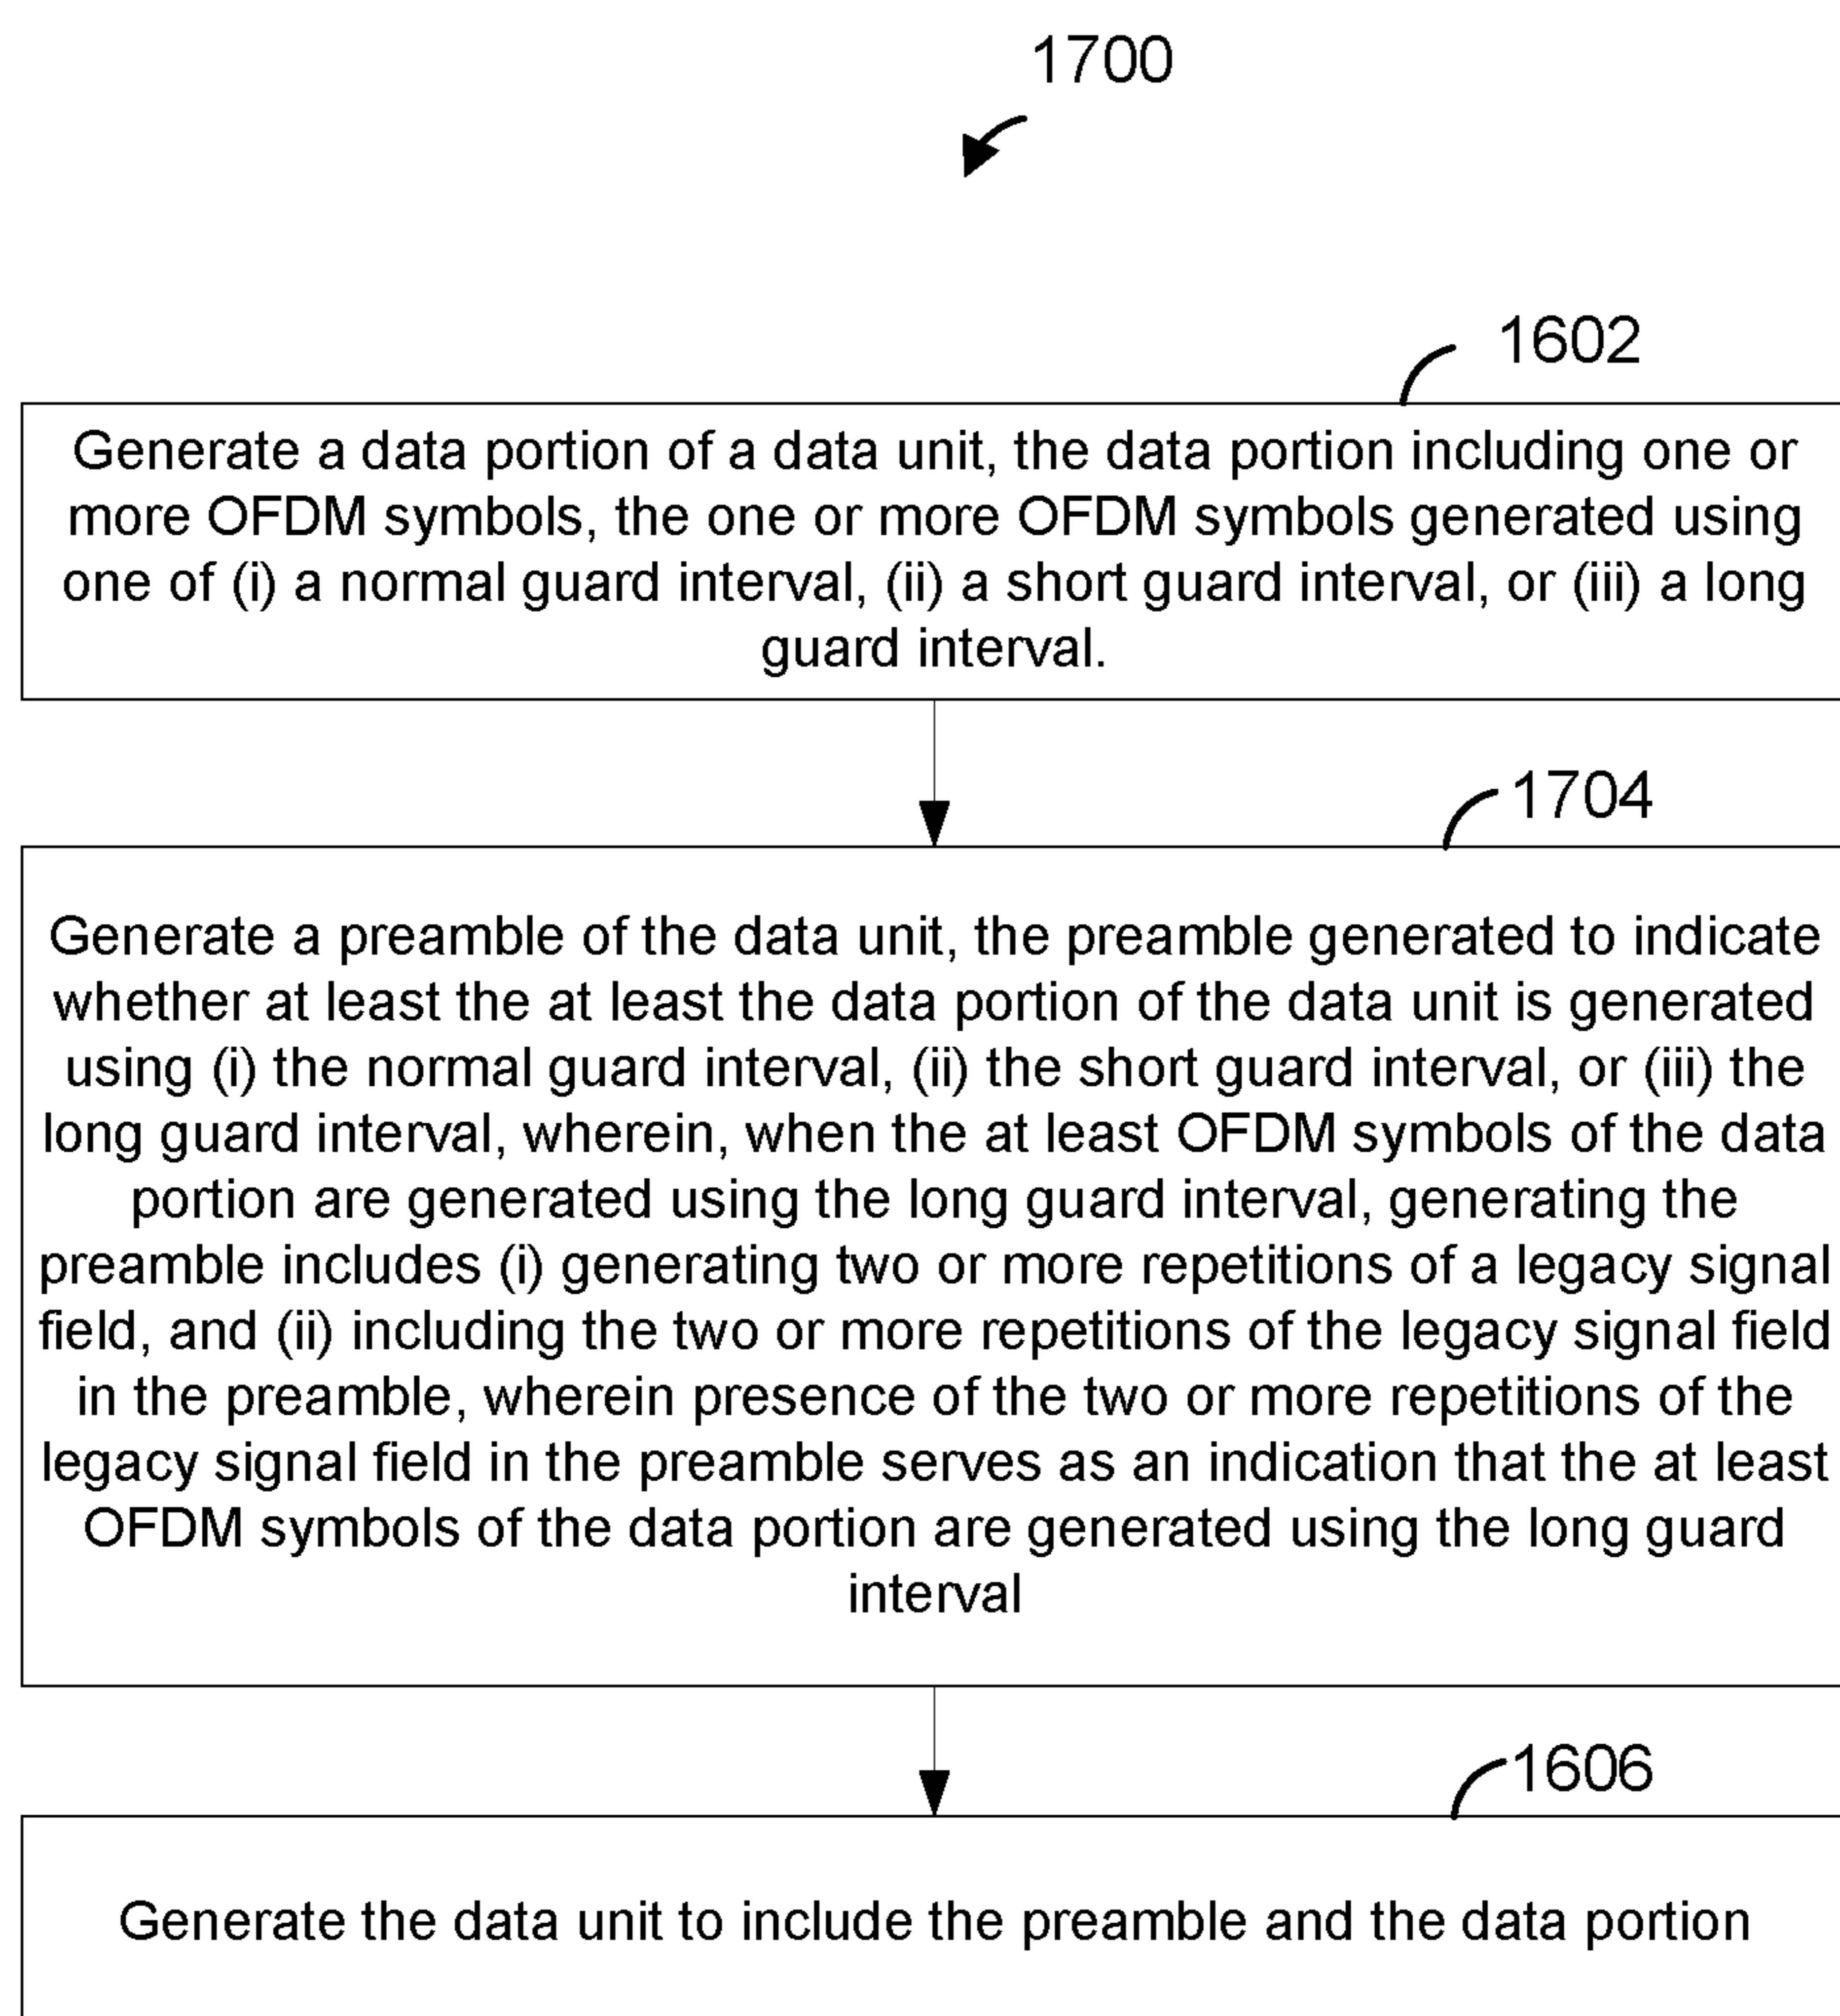 1700
1602
Generate a data portion of a data unit, the data portion including one or
more OFDM symbols, the one or more OFDM symbols generated using
one of (i) a normal guard interval, (ii) a short guard interval, or (iii) a long
guard interval.
1704
Generate a preamble of the data unit, the preamble generated to indicate
whether at least the at least the data portion of the data unit is generated
using (i) the normal guard interval, (ii) the short guard interval, or (iii) the
long guard interval, wherein, when the at least OFDM symbols of the data
portion are generated using the long guard interval, generating the
preamble includes (i) generating two or more repetitions of a legacy signal
field, and (ii) including the two or more repetitions of the legacy signal field
in the preamble, wherein presence of the two or more repetitions of the
legacy signal field in the preamble serves as an indication that the at least
OFDM symbols of the data portion are generated using the long guard
interval
1606
Generate the data unit to include the preamble and the data portion